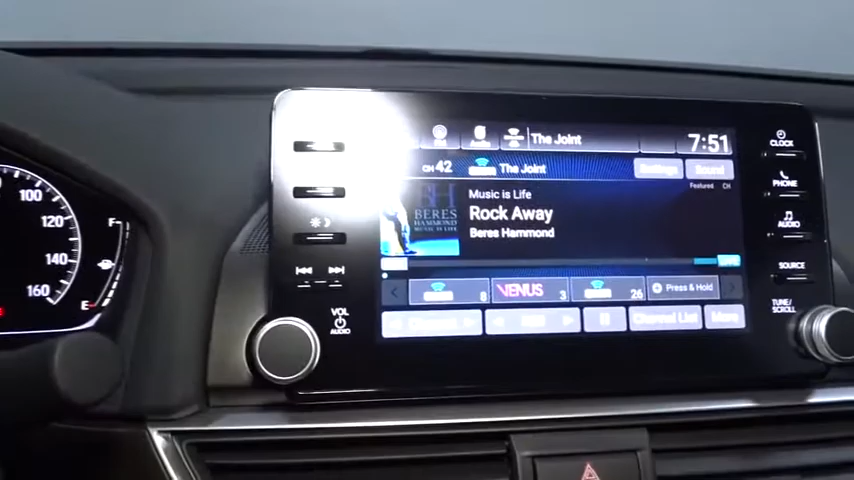 The Joint
7:51
CLOCK
CH 42
The Joint
Settings
Sound
Featured
CH
100
120
140
160
F
E
BERES
HAMMOND
MUSIC IS LIFE
Music is Life
Rock Away
Beres Hammond
PHONE
AUDIO
SOURCE
LIVE
8
VENUS
3
26
Press & Hold
VOL
AUDIO
Channel List
More
TUNE/
SCROLL